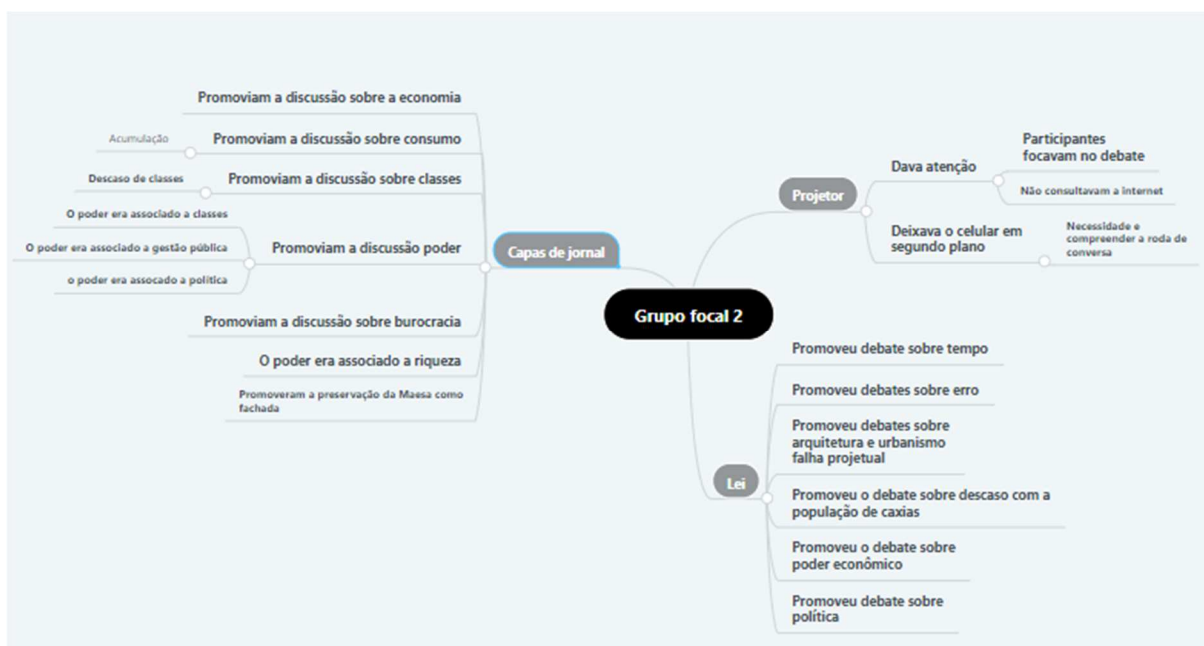 Promoviam a discussão sobre a economia
Acumulação
Promoviam a discussão sobre consumo
Descaso de classes
Promoviam a discussão sobre classes
O poder era associado a classes
O poder era associado a gestão pública
o poder era assocado a política
Promoviam a discussão poder
Promoviam a discussão sobre burocracia
O poder era associado a riqueza
Promoveram a preservação da Maesa como
fachada
Capas de jornal
Grupo focal 2
Projetor
Dava atenção
Participantes
focavam no debate
Não consultavam a internet
Deixava o celular em
segundo plano
Necessidade e
compreender a roda de
conversa
Lei
Promoveu debate sobre tempo
Promoveu debates sobre erro
Promoveu debates sobre
arquitetura e urbanismo
falha projetual
Promoveu o debate sobre descaso com a
população de caxias
Promoveu o debate sobre
poder econômico
Promoveu debate sobre
política